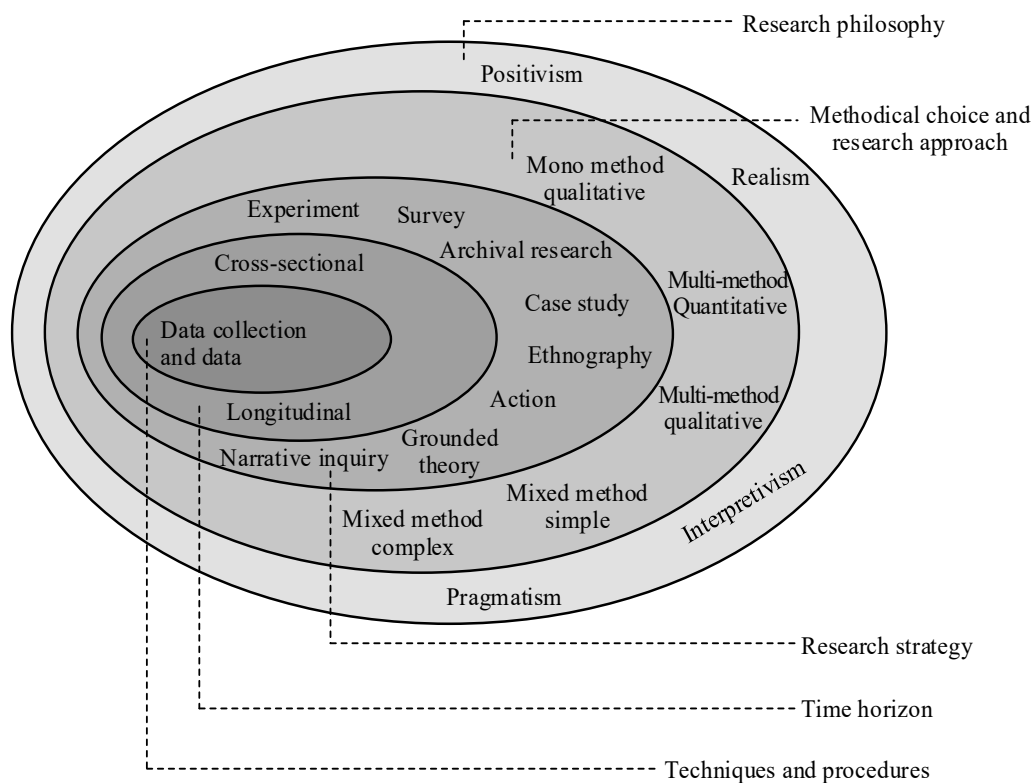 Research philosophy
Positivism
Methodical choice and
research approach
Mono method
qualitative
Realism
Experiment
Survey
Archival research
Cross-sectional
Multi-method
Quantitative
Case study
Data collection
and data
Ethnography
Multi-method
qualitative
Action
Longitudinal
Grounded
theory
Narrative inquiry
Mixed method
simple
Interpretivism
Mixed method
complex
Pragmatism
Research strategy
Time horizon
Techniques and procedures